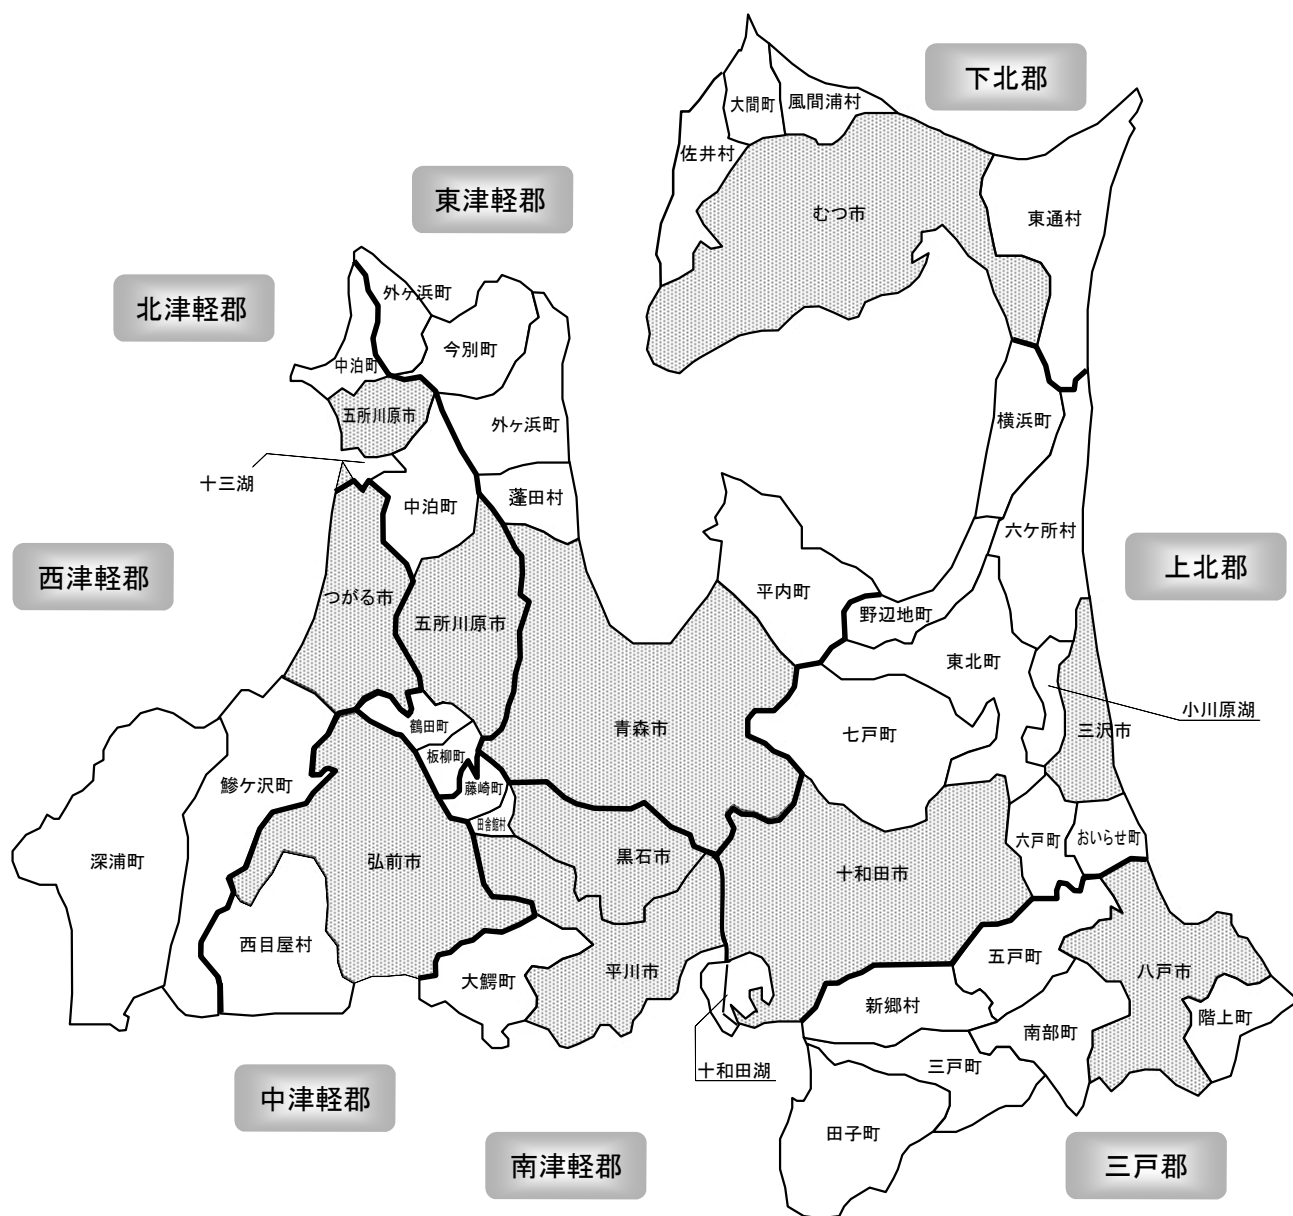 下北郡
大間町
風間浦村
佐井村
東津軽郡
むつ市
東通村
北津軽郡
外ヶ浜町
今別町
中泊町
五所川原市
横浜町
外ヶ浜町
十三湖
中泊町
蓬田村
六ケ所村
西津軽郡
上北郡
つがる市
平内町
野辺地町
五所川原市
東北町
小川原湖
鶴田町
青森市
七戸町
三沢市
板柳町
鰺ケ沢町
藤崎町
田舎館村
六戸町
おいらせ町
深浦町
弘前市
黒石市
十和田市
西目屋村
五戸町
大鰐町
平川市
八戸市
新郷村
階上町
南部町
十和田湖
三戸町
中津軽郡
田子町
南津軽郡
三戸郡